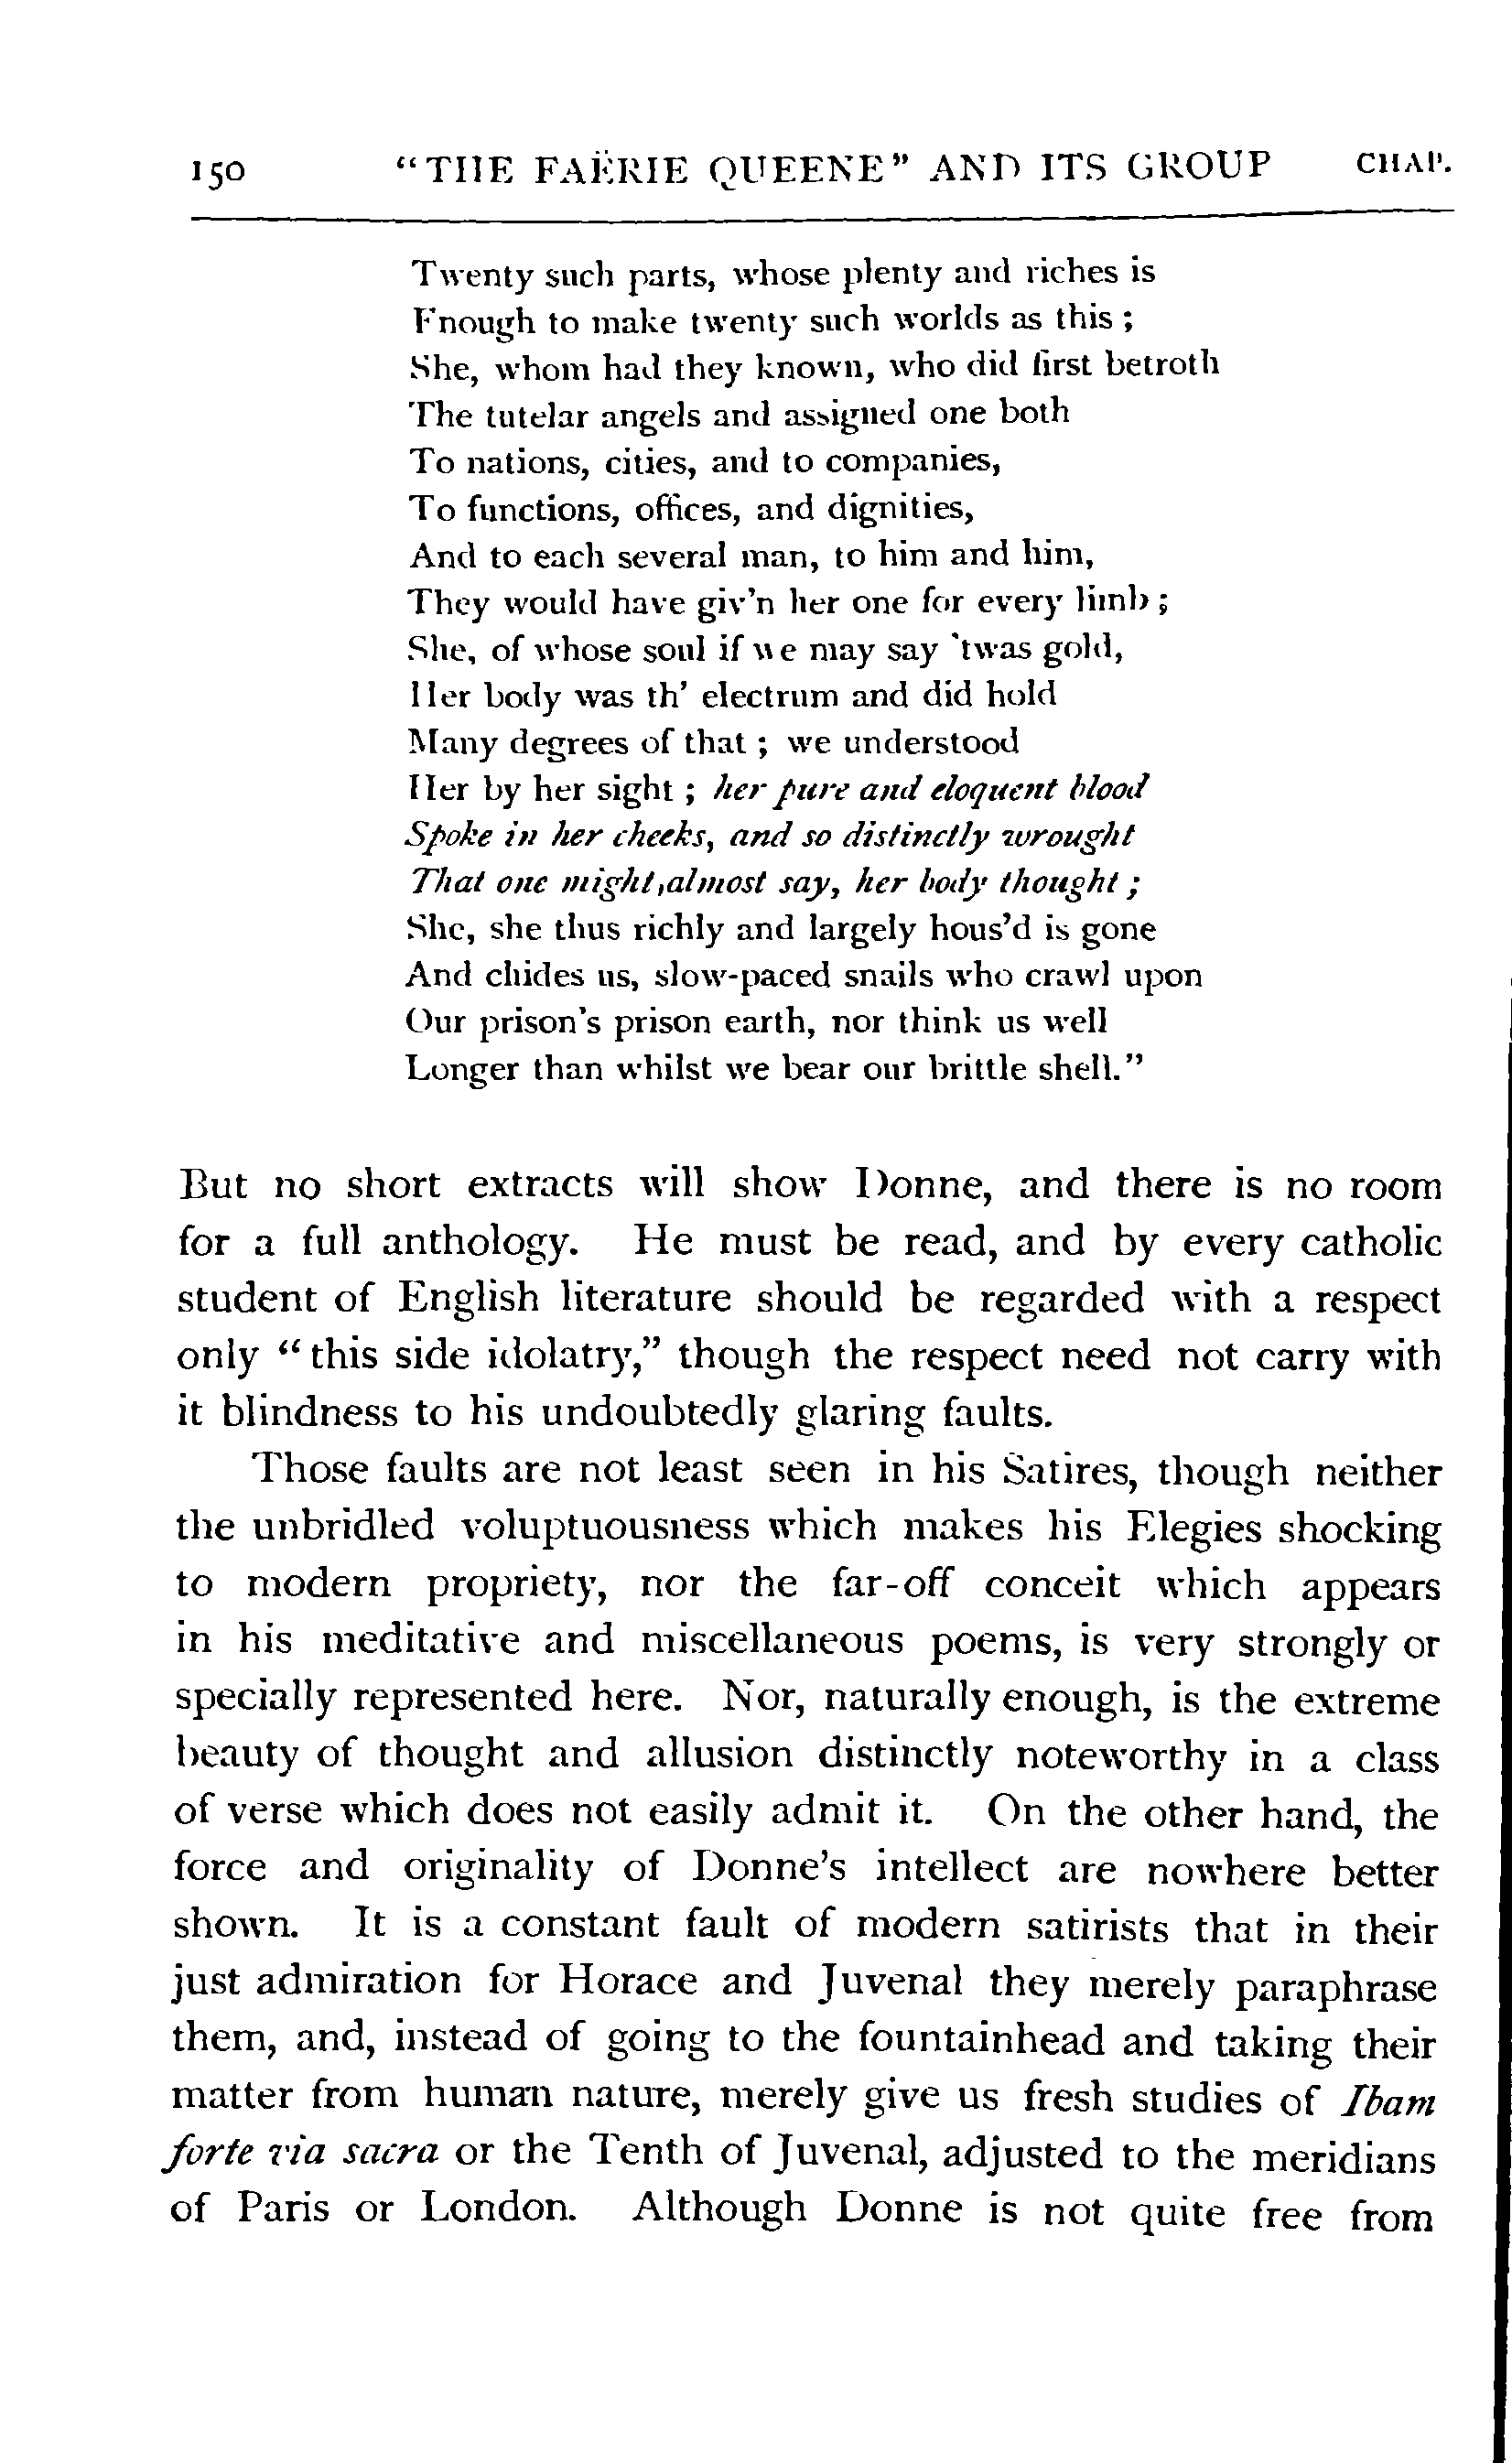 150 "THE FAËRIE QUEENE" AND ITS GROUP CHAP.
Twenty such parts, whose plenty and riches is
Enough to make twenty such worlds as this ;
She, whom had they known, who did first betroth
The tutelar angels and assigned one both
To nations, cities, and to companies,
To functions, offices, and dignities,
And to each several man, to him and him,
They would have giv'n her one for every limb ;
She, of whose soul if we may say 'twas gold,
Her body was th' electrum and did hold
Many degrees of that ; we understood
Her by her sight ; her pure and eloquent blood
Spoke in her cheeks, and so distinctly wrought
That one might almost say, her body thought ;
She, she thus richly and largely hous'd is gone
And chides us, slow-paced snails who crawl upon
Our prison's prison earth, nor think us well
Longer than whilst we bear our brittle shell."
But no short extracts will show Donne, and there is no room
for a full anthology. He must be read, and by every catholic
student of English literature should be regarded with a respect
only "this side idolatry," though the respect need not carry with
it blindness to his undoubtedly glaring faults.
Those faults are not least seen in his Satires, though neither
the unbridled voluptuousness which makes his Elegies shocking
to modern propriety, nor the far-off conceit which appears
in his meditative and miscellaneous poems, is very strongly or
specially represented here. Nor, naturally enough, is the extreme
beauty of thought and allusion distinctly noteworthy in a class
of verse which does not easily admit it. On the other hand, the
force and originality of Donne's intellect are nowhere better
shown. It is a constant fault of modern satirists that in their
just admiration for Horace and Juvenal they merely paraphrase
them, and, instead of going to the fountainhead and taking their
matter from human nature, merely give us fresh studies of Ibam
forte via sacra or the Tenth of Juvenal, adjusted to the meridians
of Paris or London. Although Donne is not quite free from